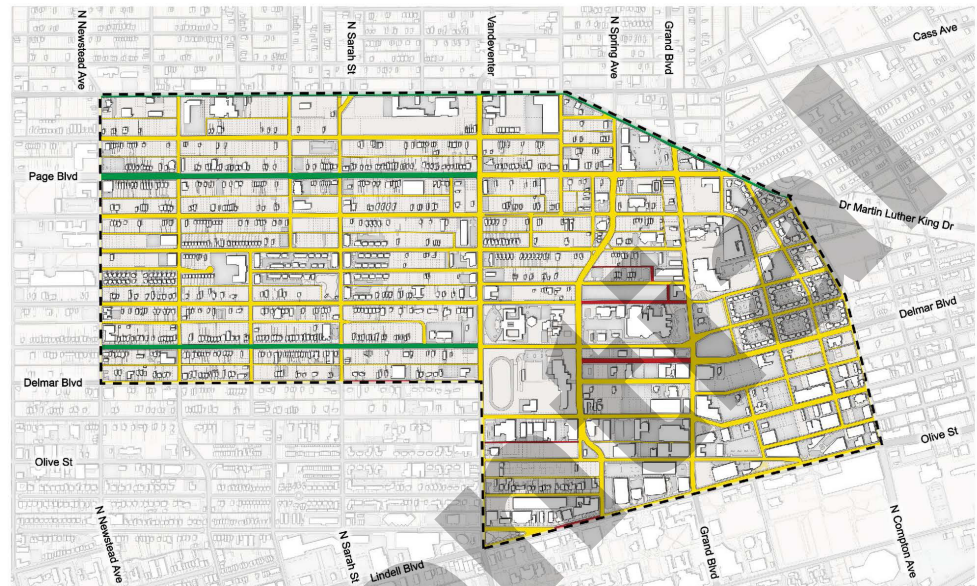 N Newstead Ave
N Sarah St
Vandeventer
N Spring Ave
Grand Blvd
Cass Ave
Page Blvd
Dr Martin Luther King Dr
Delmar Blvd
Delmar Blvd
Olive St
Olive St
N Newstead Ave
N Sarah St
Lindell Blvd
Grand Blvd
N Compton Ave